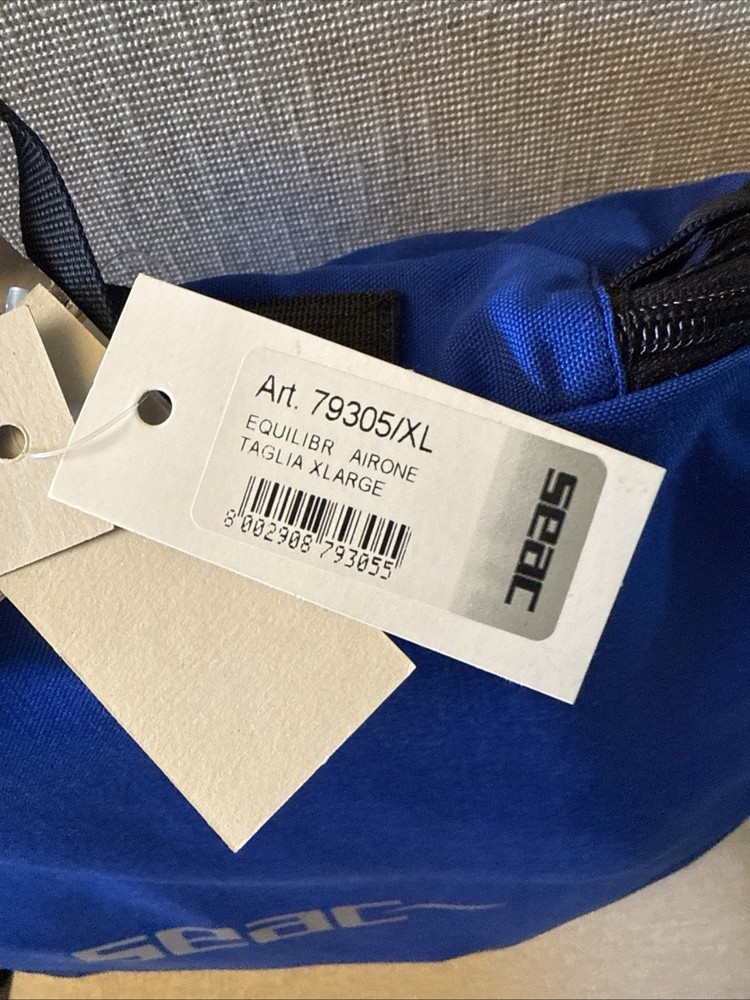 Art. 79305/XL
EQUILIBR AIRONE
TAGLIA XLARGE
8 002908 793055
seac
seac